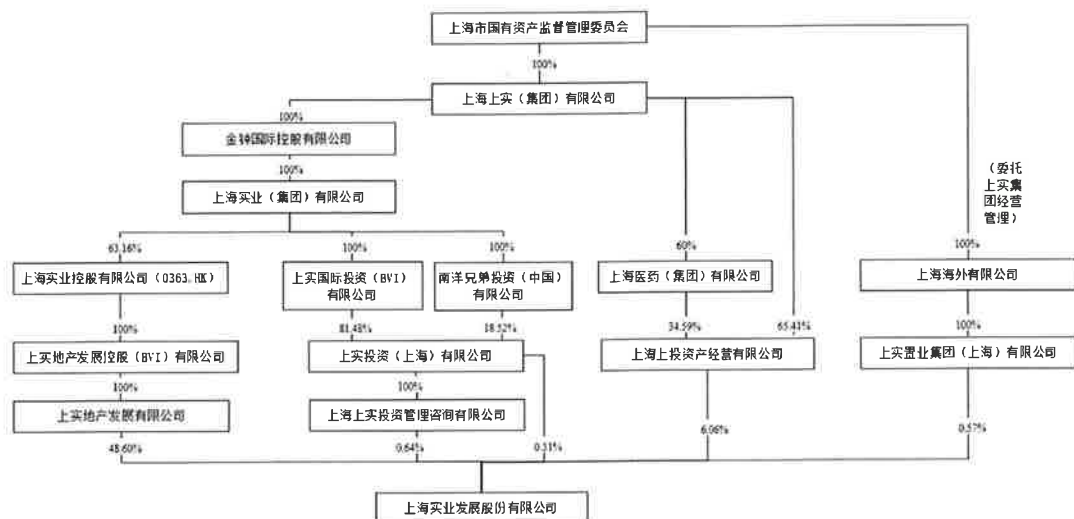 上海市国有资产监督管理委员会
100%
上海上实（集团）有限公司
100%
金钟国际控股有限公司
100%
上海实业（集团）有限公司
（委托
上实集
团经营
管理）
63.16%
100%
100%
60%
100%
上海实业控股有限公司（0363.HK）
上实国际投资（BVI）
有限公司
南洋兄弟投资（中国）
有限公司
上海医药（集团）有限公司
上海海外有限公司
100%
81.48%
18.52%
34.59%
65.41%
100%
上实地产发展控股（BVI）有限公司
上实投资（上海）有限公司
上海上投资产经营有限公司
上实置业集团（上海）有限公司
100%
100%
上实地产发展有限公司
上海上实投资管理咨询有限公司
48.60%
0.64%
0.31%
6.06%
0.57%
上海实业发展股份有限公司